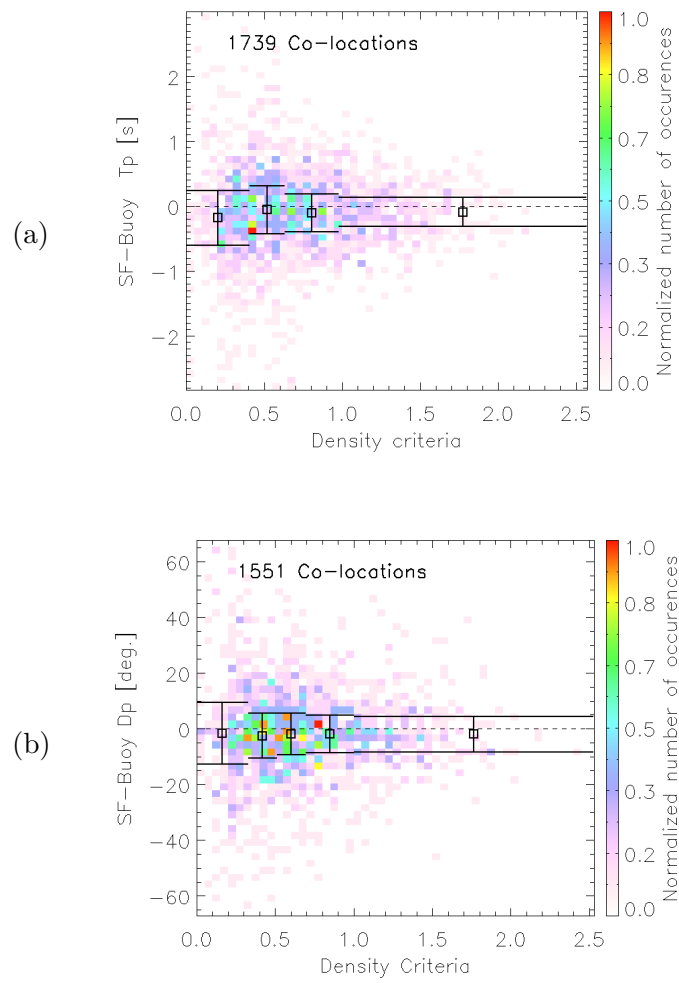 1739 Co-locations
2
1
0
-1
-2
SF-Buoy Tp [s]
(a)
0.0 0.5 1.0 1.5 2.0 2.5
Density criteria
1.0
0.8
0.7
0.5
0.3
0.2
0.0
Normalized number of occurences
1551 Co-locations
60
40
20
0
-20
-40
-60
SF-Buoy Dp [deg.]
(b)
0.0 0.5 1.0 1.5 2.0 2.5
Density Criteria
1.0
0.8
0.7
0.5
0.3
0.2
0.0
Normalized number of occurences